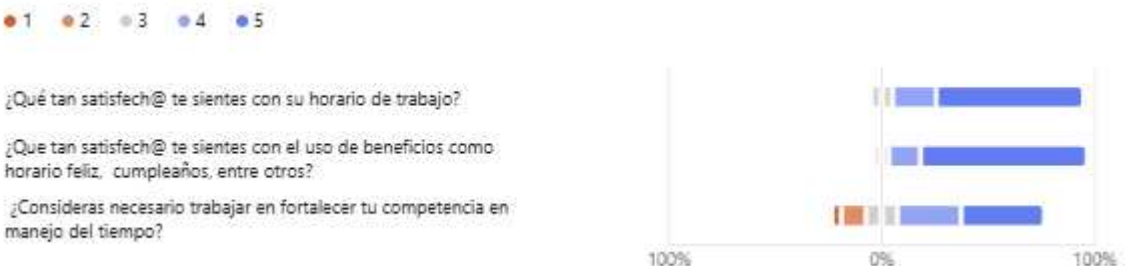 1 2 3 4 5
¿Qué tan satisfech@ te sientes con su horario de trabajo?
¿Que tan satisfech@ te sientes con el uso de beneficios como
horario feliz, cumpleaños, entre otros?
¿Consideras necesario trabajar en fortalecer tu competencia en
manejo del tiempo?
100% 0% 100%